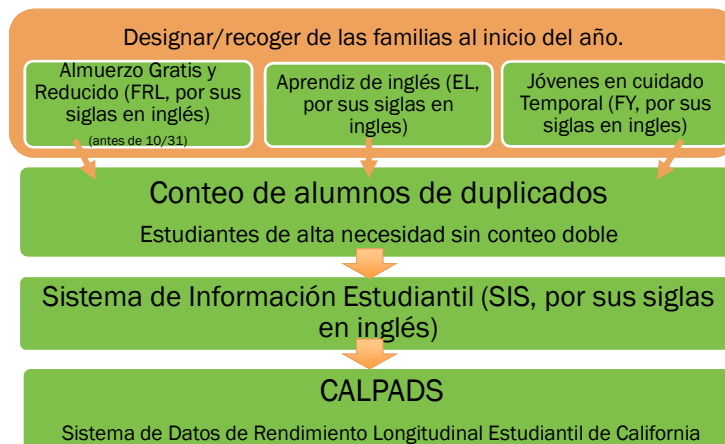 Designar/recoger de las familias al inicio del año.
Almuerzo Gratis y
Reducido (FRL, por sus
siglas en inglés)
(antes de 10/31)
Aprendiz de inglés (EL,
por sus siglas en
ingles)
Jóvenes en cuidado
Temporal (FY, por sus
siglas en ingles)
Conteo de alumnos de duplicados
Estudiantes de alta necesidad sin conteo doble
Sistema de Información Estudiantil (SIS, por sus siglas
en inglés)
CALPADS
Sistema de Datos de Rendimiento Longitudinal Estudiantil de California